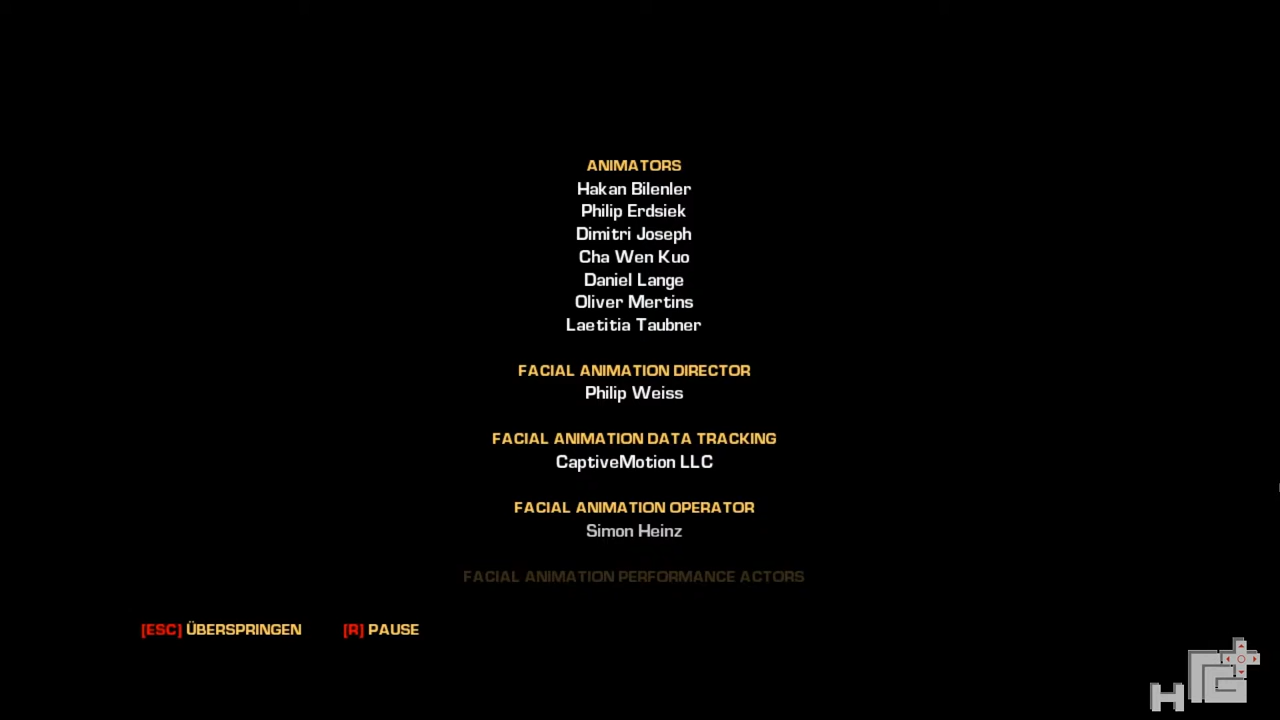 ANIMATORS
Hakan Bilenler
Philip Erdsiek
Dimitri Joseph
Cha Wen Kuo
Daniel Lange
Oliver Mertins
Laetitia Taubner
FACIAL ANIMATION DIRECTOR
Philip Weiss
FACIAL ANIMATION DATA TRACKING
CaptiveMotion LLC
FACIAL ANIMATION OPERATOR
Simon Heinz
FACIAL ANIMATION PERFORMANCE ACTORS
[ESC] ÜBERSPRINGEN [R] PAUSE